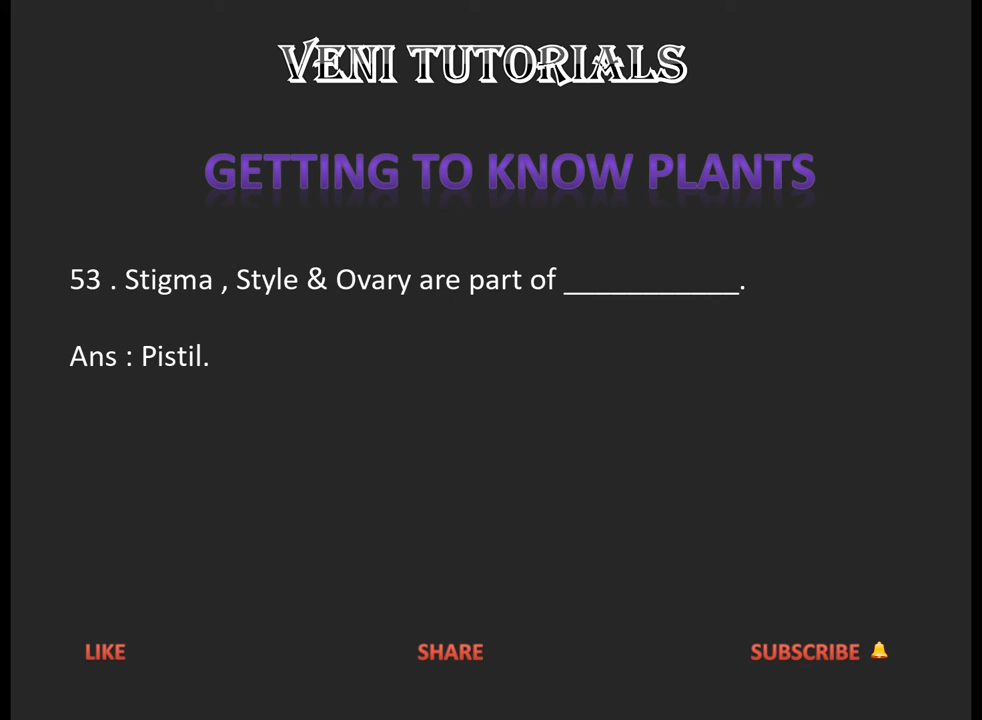 VENI TUTORIALS
GETTING TO KNOW PLANTS
53 . Stigma , Style & Ovary are part of ___________.
Ans : Pistil.
LIKE SHARE SUBSCRIBE 🔔